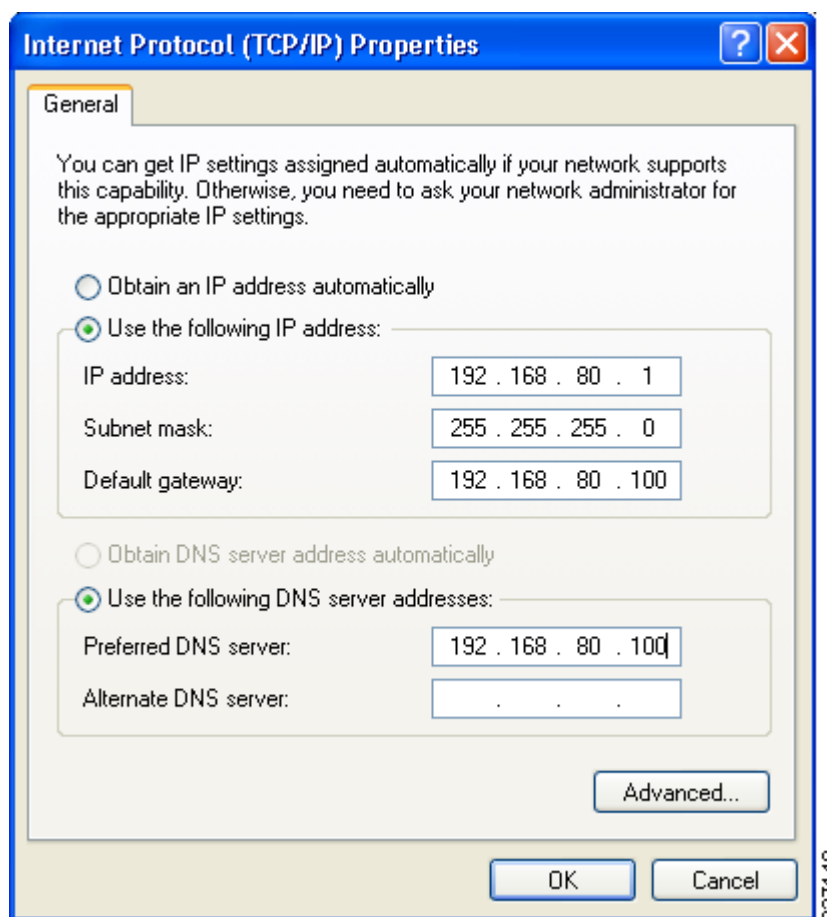 Internet Protocol (TCP/IP) Properties
General
You can get IP settings assigned automatically if your network supports
this capability. Otherwise, you need to ask your network administrator for
the appropriate IP settings.
Obtain an IP address automatically
Use the following IP address:
IP address: 192 . 168 . 80 . 1
Subnet mask: 255 . 255 . 255 . 0
Default gateway: 192 . 168 . 80 . 100
Obtain DNS server address automatically
Use the following DNS server addresses:
Preferred DNS server: 192 . 168 . 80 . 100
Alternate DNS server: . . .
Advanced...
OK Cancel